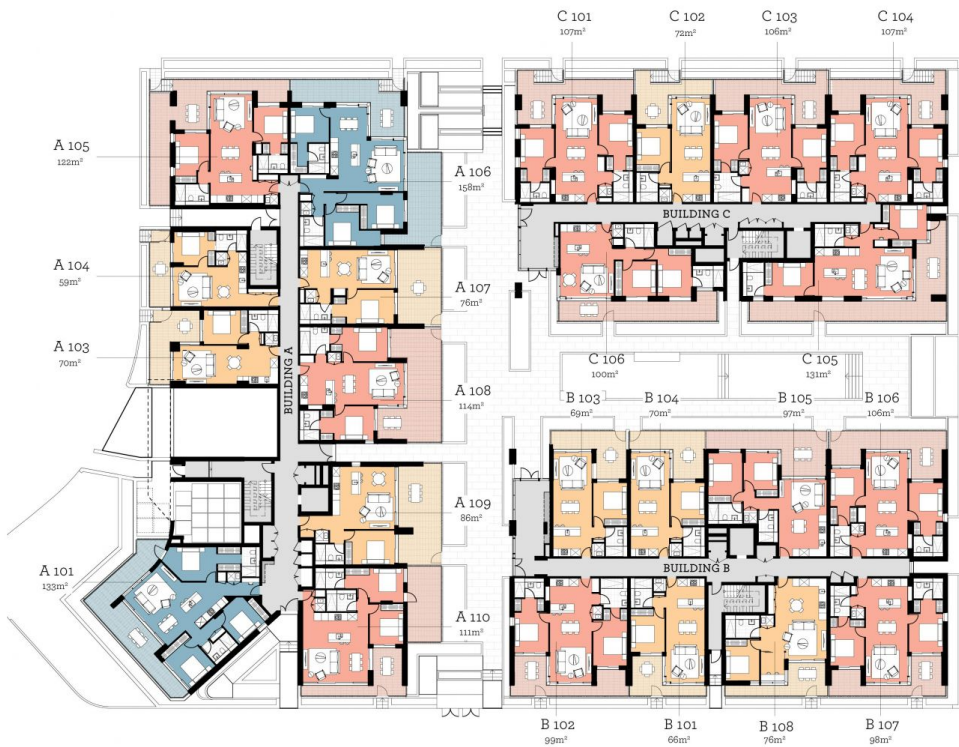 C 101
107m²
C 102
72m²
C 103
106m²
C 104
107m²
A 105
122m²
A 106
158m²
BUILDING C
A 104
59m²
A 107
76m²
A 103
70m²
BUILDING A
A 108
114m²
C 106
100m²
C 105
131m²
B 103
69m²
B 104
70m²
B 105
97m²
B 106
106m²
A 109
86m²
A 101
133m²
BUILDING B
A 110
111m²
B 102
99m²
B 101
66m²
B 108
76m²
B 107
98m²